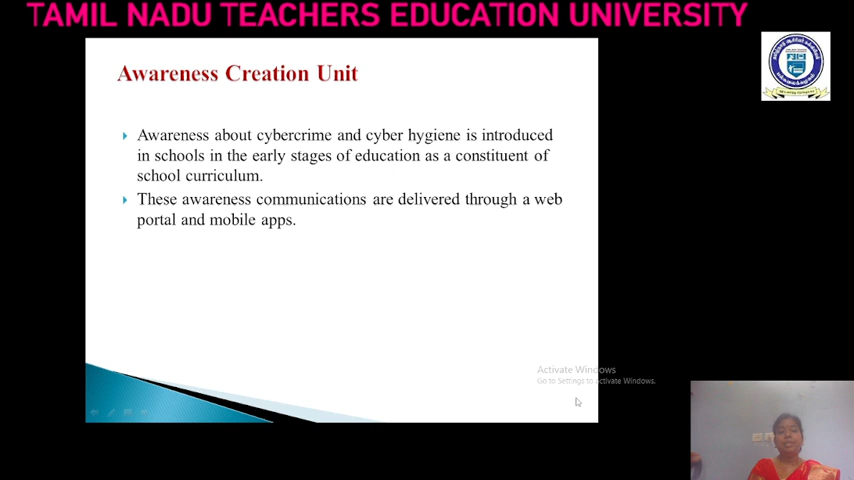 TAMIL NADU TEACHERS EDUCATION UNIVERSITY
Awareness Creation Unit
Awareness about cybercrime and cyber hygiene is introduced
in schools in the early stages of education as a constituent of
school curriculum.
These awareness communications are delivered through a web
portal and mobile apps.
Activate Windows
Go to Settings to activate Windows.